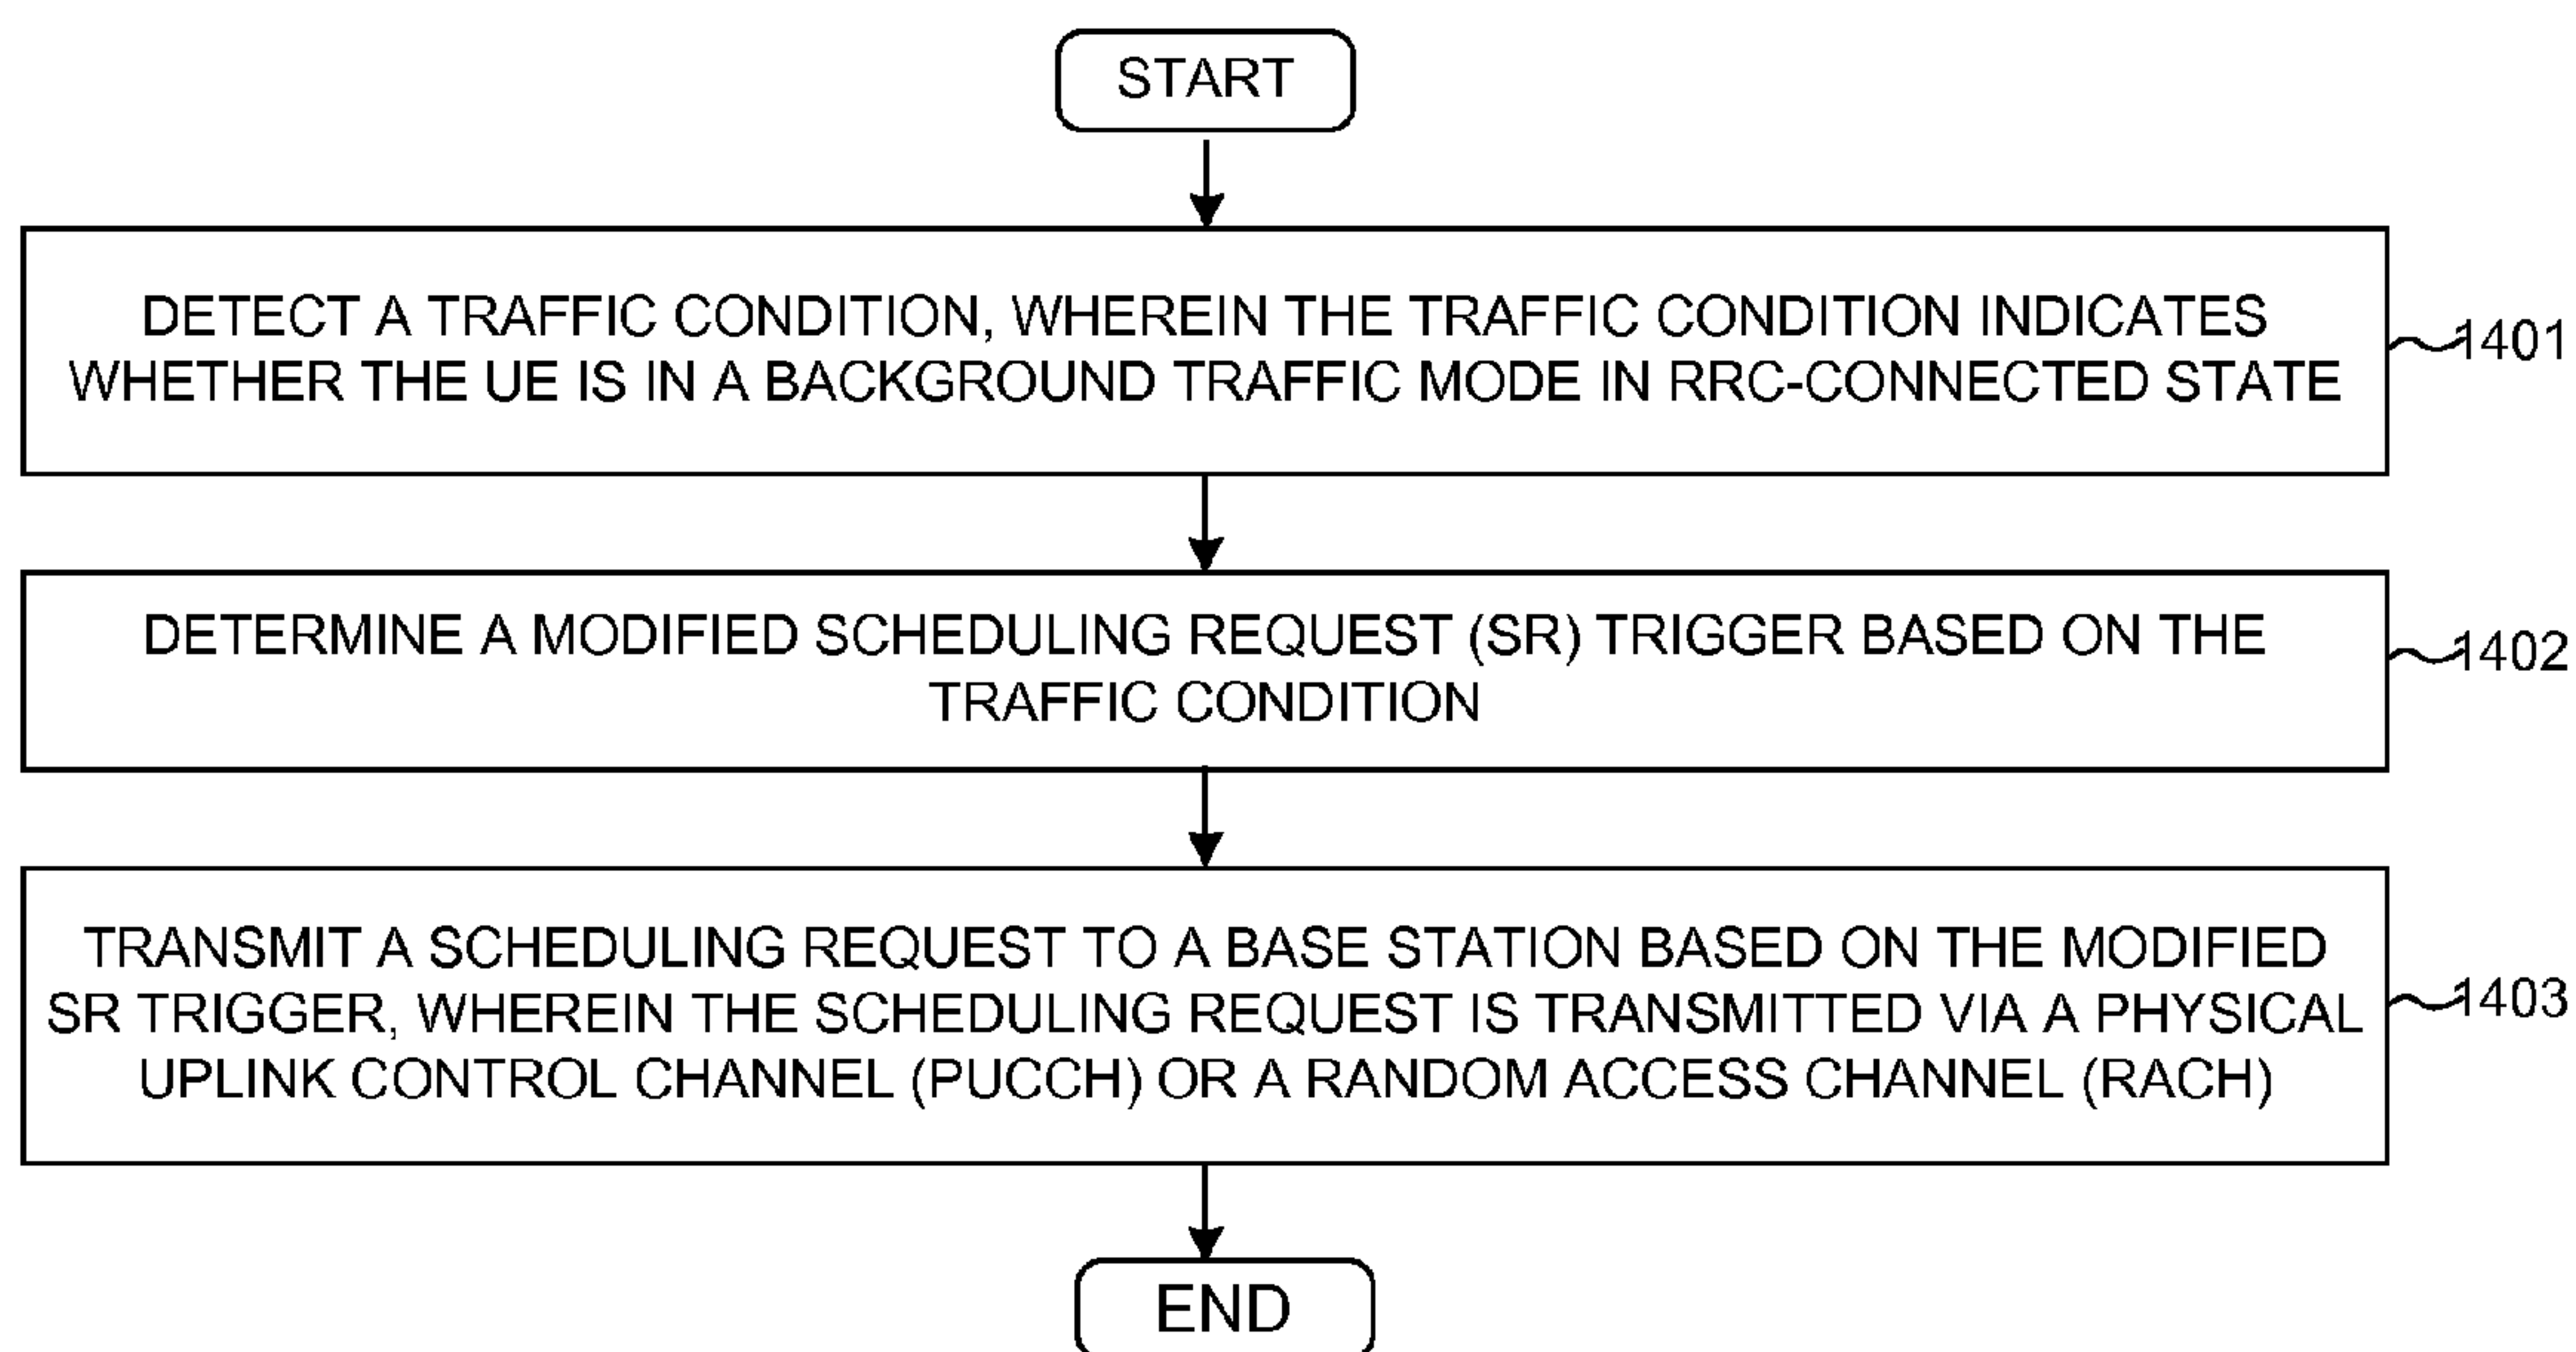 START
DETECT A TRAFFIC CONDITION, WHEREIN THE TRAFFIC CONDITION INDICATES
WHETHER THE UE IS IN A BACKGROUND TRAFFIC MODE IN RRC-CONNECTED STATE
1401
DETERMINE A MODIFIED SCHEDULING REQUEST (SR) TRIGGER BASED ON THE
TRAFFIC CONDITION
1402
TRANSMIT A SCHEDULING REQUEST TO A BASE STATION BASED ON THE MODIFIED
SR TRIGGER, WHEREIN THE SCHEDULING REQUEST IS TRANSMITTED VIA A PHYSICAL
UPLINK CONTROL CHANNEL (PUCCH) OR A RANDOM ACCESS CHANNEL (RACH)
1403
END